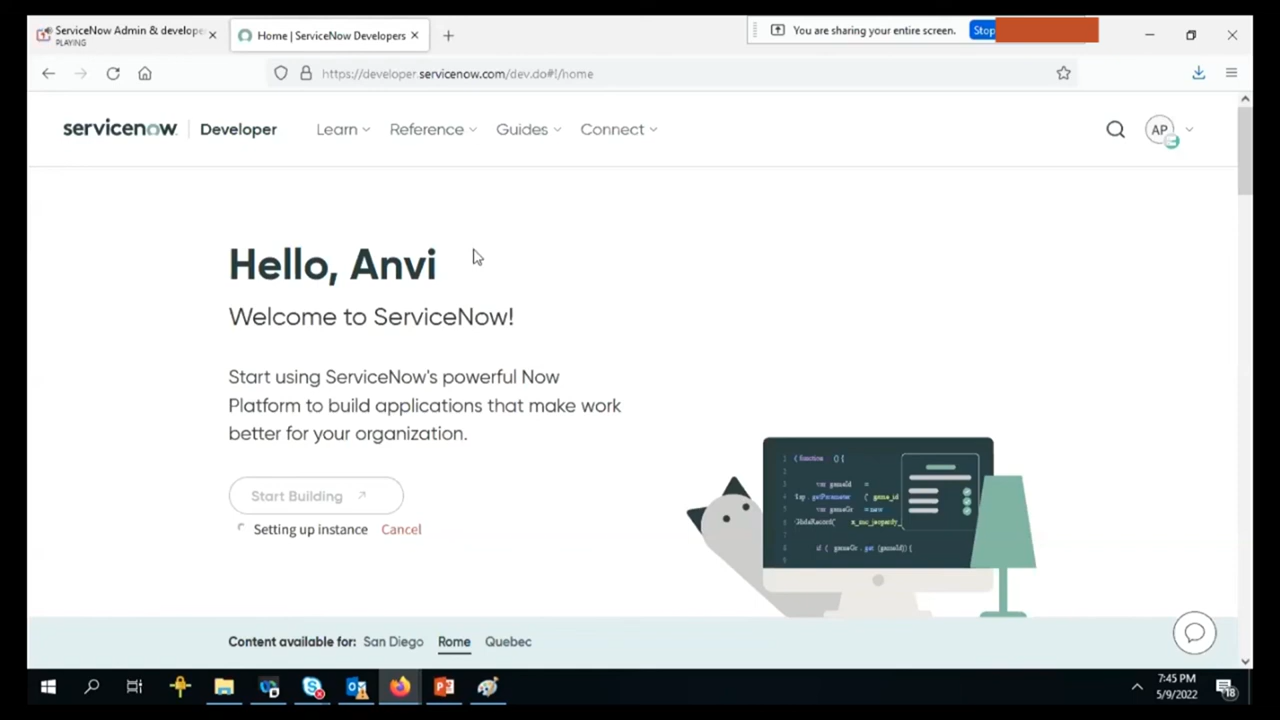 ServiceNow Admin & develope
PLAYING
Home | ServiceNow Developers
You are sharing your entire screen.
Stop
https://developer.servicenow.com/dev.do#!/home
servicenow. Developer
Learn
Reference
Guides
Connect
AP
Hello, Anvi
Welcome to ServiceNow!
Start using ServiceNow's powerful Now
Platform to build applications that make work
better for your organization.
Start Building
Setting up instance Cancel
Content available for: San Diego Rome Quebec
7:45 PM
5/9/2022
18